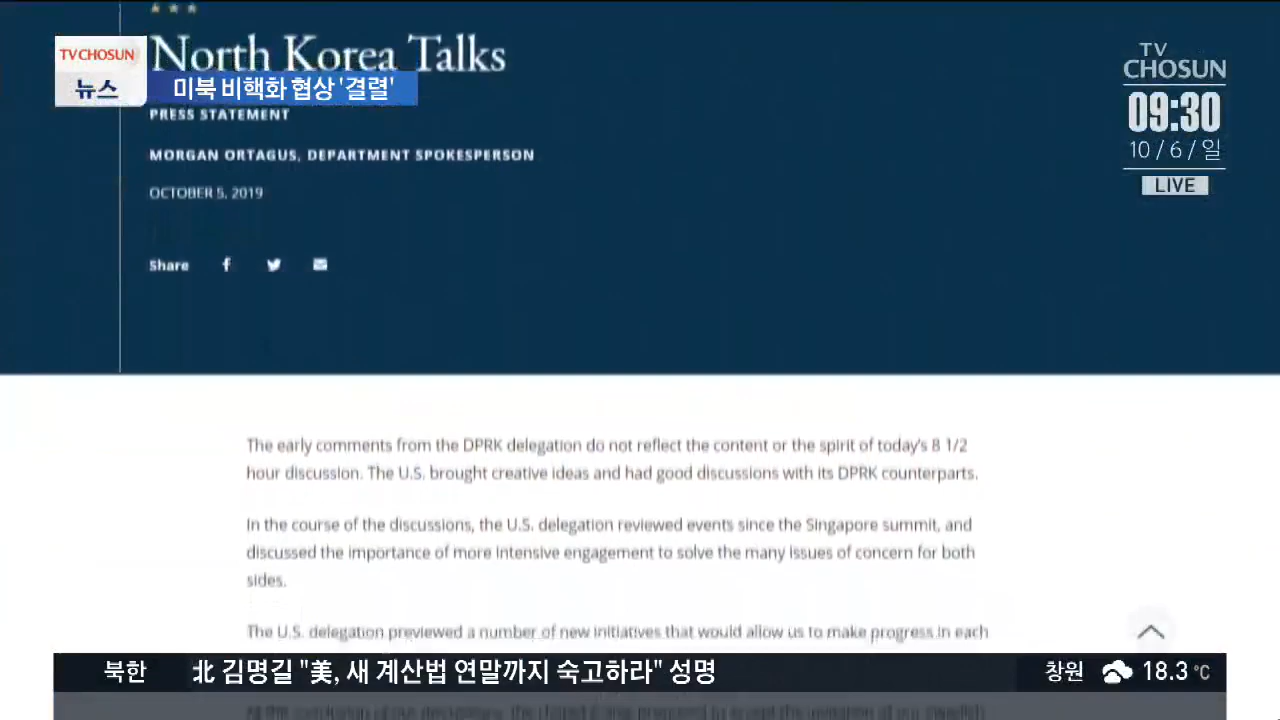 North Korea Talks
TV CHOSUN
뉴스
미북 비핵화 협상 '결렬'
PRESS STATEMENT
MORGAN ORTAGUS, DEPARTMENT SPOKESPERSON
OCTOBER 5, 2019
Share
TV
CHOSUN
09:30
10 / 6 / 일
LIVE
The early comments from the DPRK delegation do not reflect the content or the spirit of today's 8 1/2
hour discussion. The U.S. brought creative ideas and had good discussions with its DPRK counterparts.
In the course of the discussions, the U.S. delegation reviewed events since the Singapore summit, and
discussed the importance of more intensive engagement to solve the many issues of concern for both
sides.
The U.S. delegation previewed a number of new initiatives that would allow us to make progress in each
북한 北 김명길 "美, 새 계산법 연말까지 숙고하라" 성명
창원 18.3 ℃